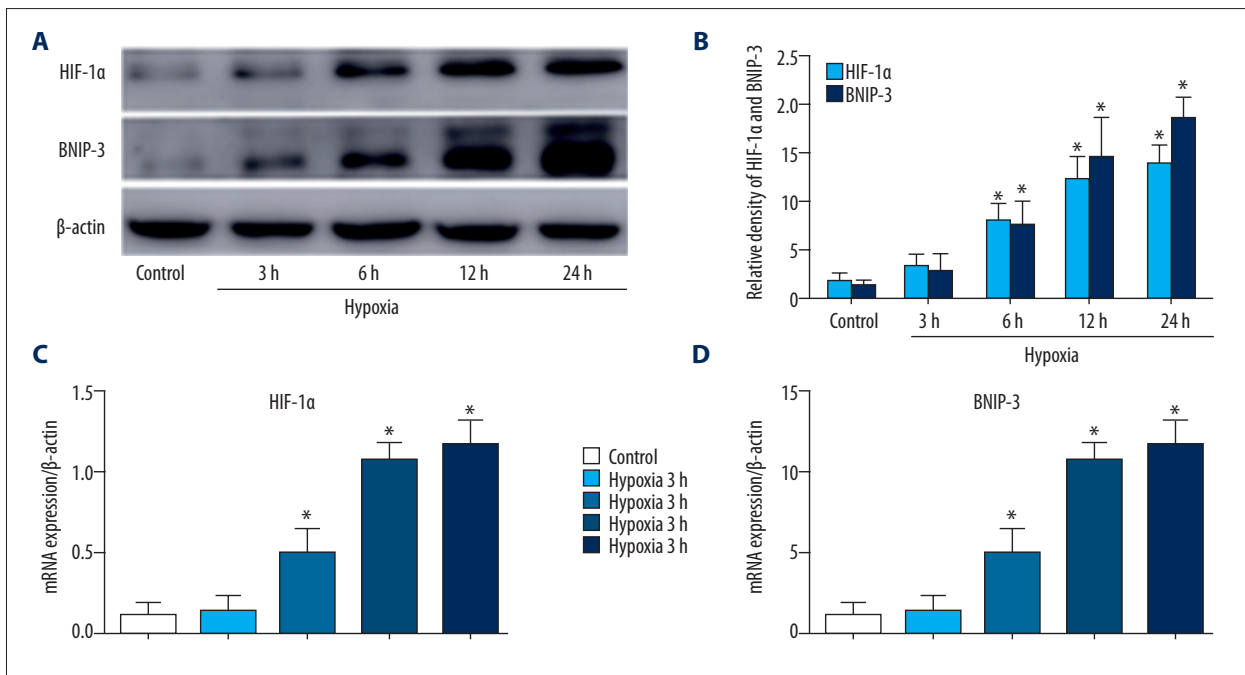 A
HIF-1α
BNIP-3
β-actin
Control 3 h 6 h 12 h 24 h
Hypoxia
B
Relative density of HIF-1α and BNIP-3
2.5
2.0
15
10
5
0
HIF-1α
BNIP-3
* * * * * *
Control 3 h 6 h 12 h 24 h
Hypoxia
C
HIF-1α
mRNA expression/β-actin
1.5
1.0
0.5
0.0
* * *
Control
Hypoxia 3 h
Hypoxia 3 h
Hypoxia 3 h
Hypoxia 3 h
D
BNIP-3
mRNA expression/β-actin
15
10
5
0
* * *